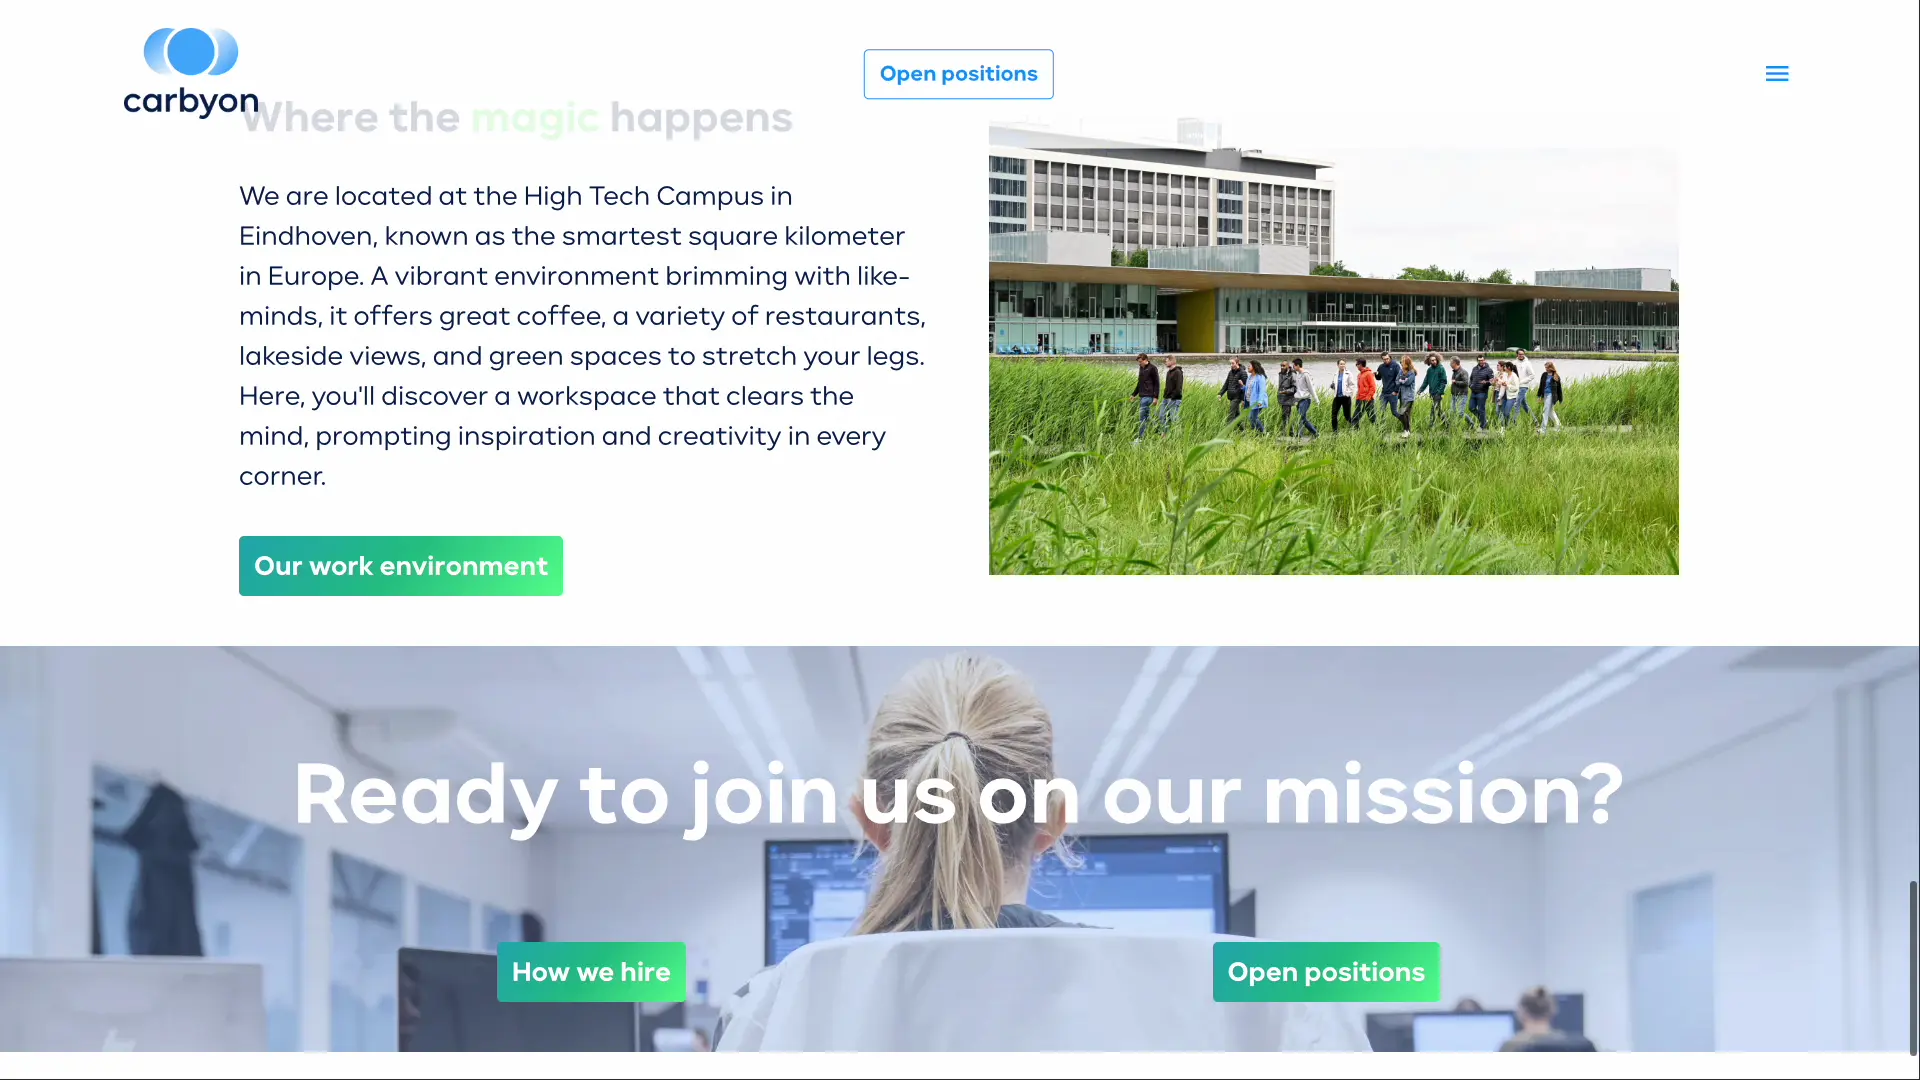 carbyon
Open positions
Where the magic happens
We are located at the High Tech Campus in
Eindhoven, known as the smartest square kilometer
in Europe. A vibrant environment brimming with like-
minds, it offers great coffee, a variety of restaurants,
lakeside views, and green spaces to stretch your legs.
Here, you'll discover a workspace that clears the
mind, prompting inspiration and creativity in every
corner.
Our work environment
Ready to join us on our mission?
How we hire
Open positions